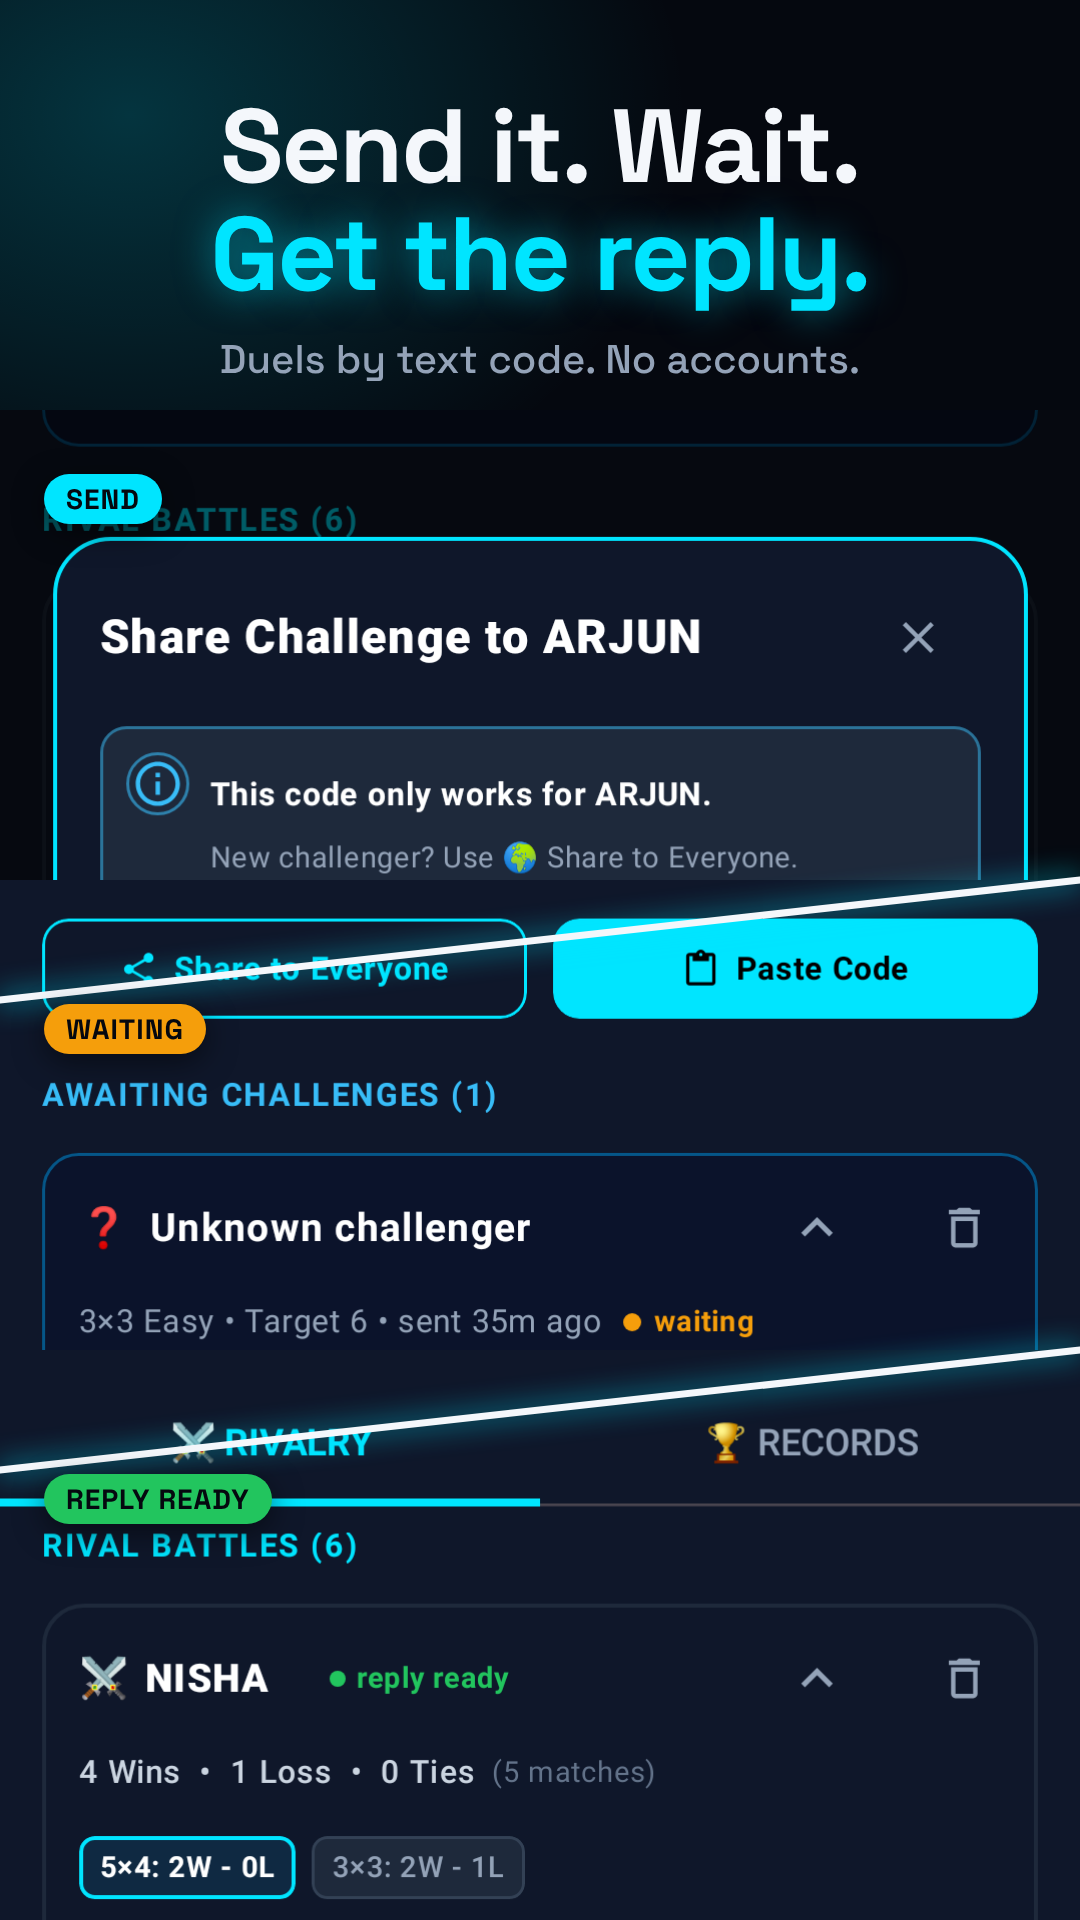 Send it. Wait.
Get the reply.
Duels by text code. No accounts.
SEND
RIVAL BATTLES (6)
Share Challenge to ARJUN
This code only works for ARJUN.
New challenger? Use 🌍 Share to Everyone.
Share to Everyone
Paste Code
WAITING
AWAITING CHALLENGES (1)
❓ Unknown challenger
3×3 Easy • Target 6 • sent 35m ago ● waiting
⚔️ RIVALRY
🏆 RECORDS
REPLY READY
RIVAL BATTLES (6)
⚔️ NISHA ● reply ready
4 Wins • 1 Loss • 0 Ties (5 matches)
5×4: 2W - 0L
3×3: 2W - 1L